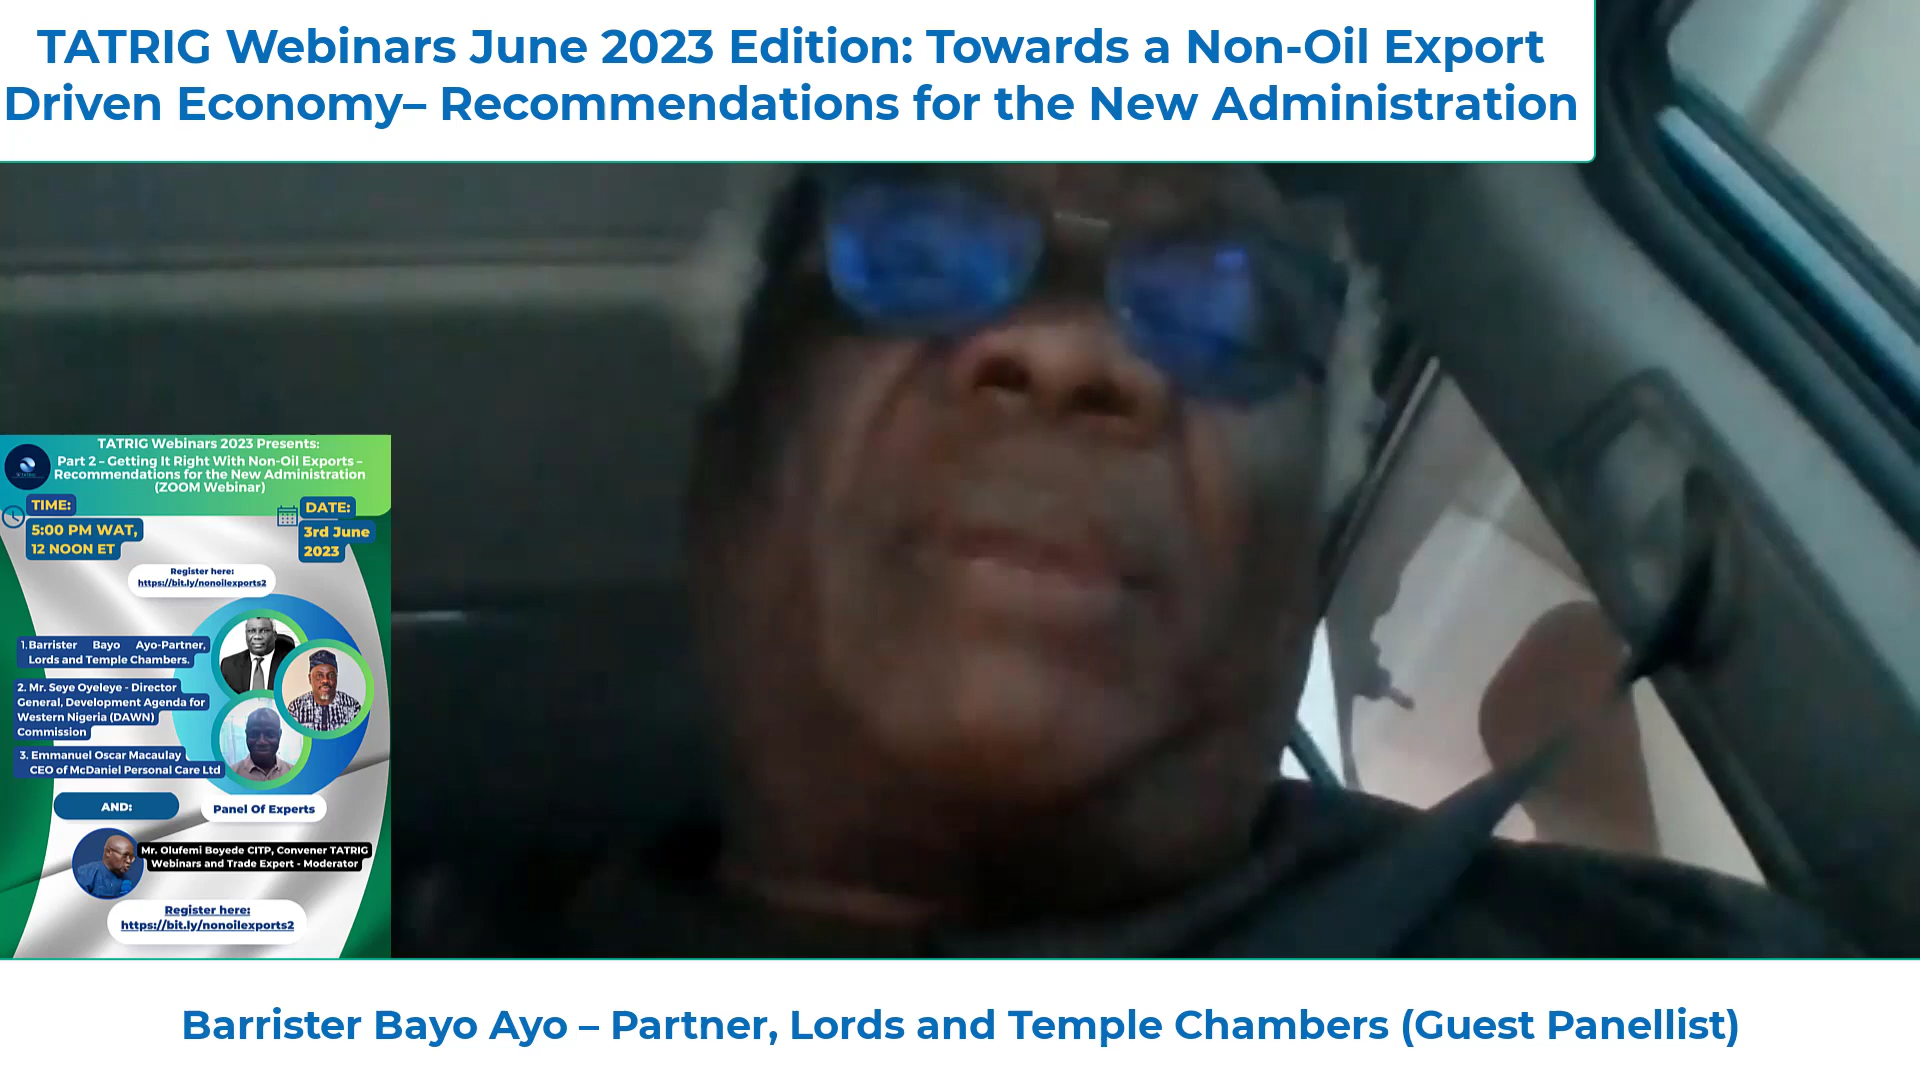 TATRIG Webinars June 2023 Edition: Towards a Non-Oil Export
Driven Economy– Recommendations for the New Administration
TATRIG Webinars 2023 Presents:
Part 2 – Getting It Right With Non-Oil Exports –
Recommendations for the New Administration
(ZOOM Webinar)
TIME:
5:00 PM WAT,
12 NOON ET
DATE:
3rd June
2023
Register here:
https://bit.ly/nonoilexports2
1.Barrister Bayo Ayo-Partner,
Lords and Temple Chambers.
2. Mr. Seye Oyeleye - Director
General, Development Agenda for
Western Nigeria (DAWN)
Commission
3. Emmanuel Oscar Macaulay
CEO of McDaniel Personal Care Ltd
AND:
Panel Of Experts
Mr. Olufemi Boyede CITP, Convener TATRIG
Webinars and Trade Expert - Moderator
Register here:
https://bit.ly/nonoilexports2
Barrister Bayo Ayo – Partner, Lords and Temple Chambers (Guest Panellist)